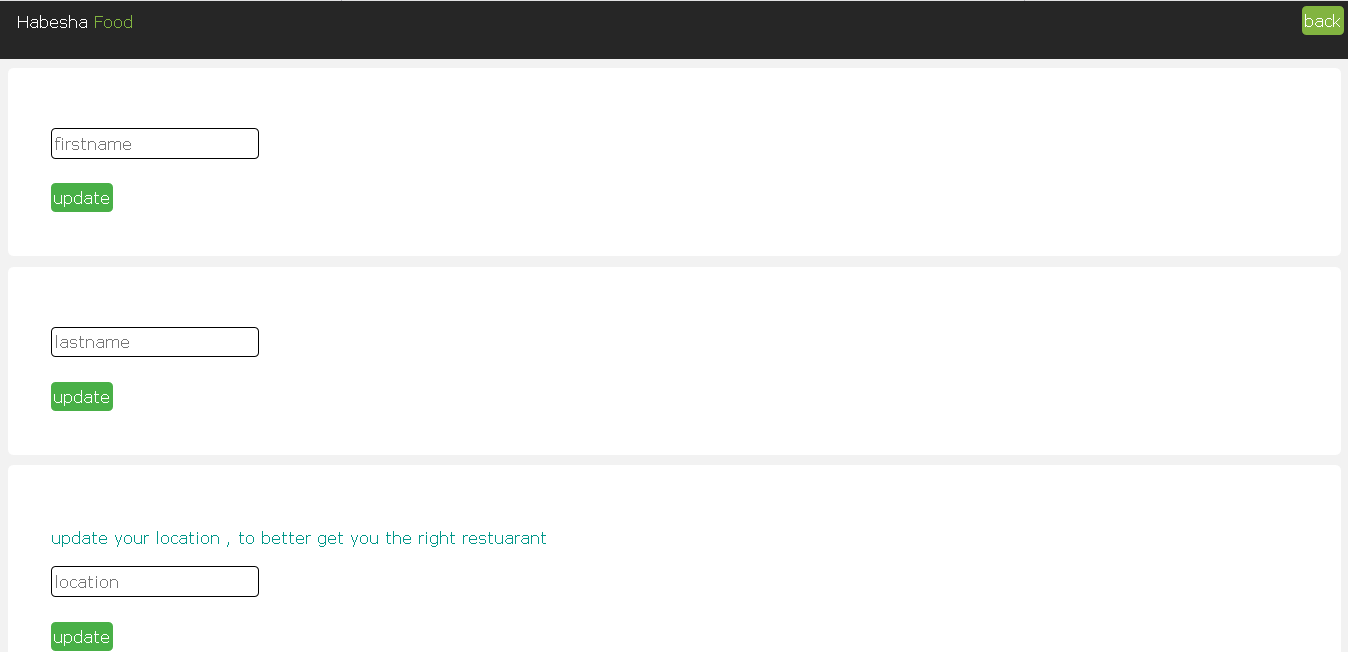 Habesha Food
back
firstname
update
lastname
update
update your location , to better get you the right restuarant
location
update